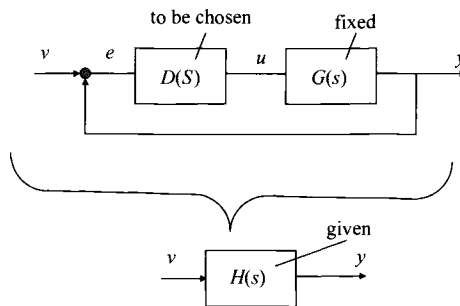 to be chosen
fixed
v
e
D(S)
u
G(s)
y
given
v
H(s)
y